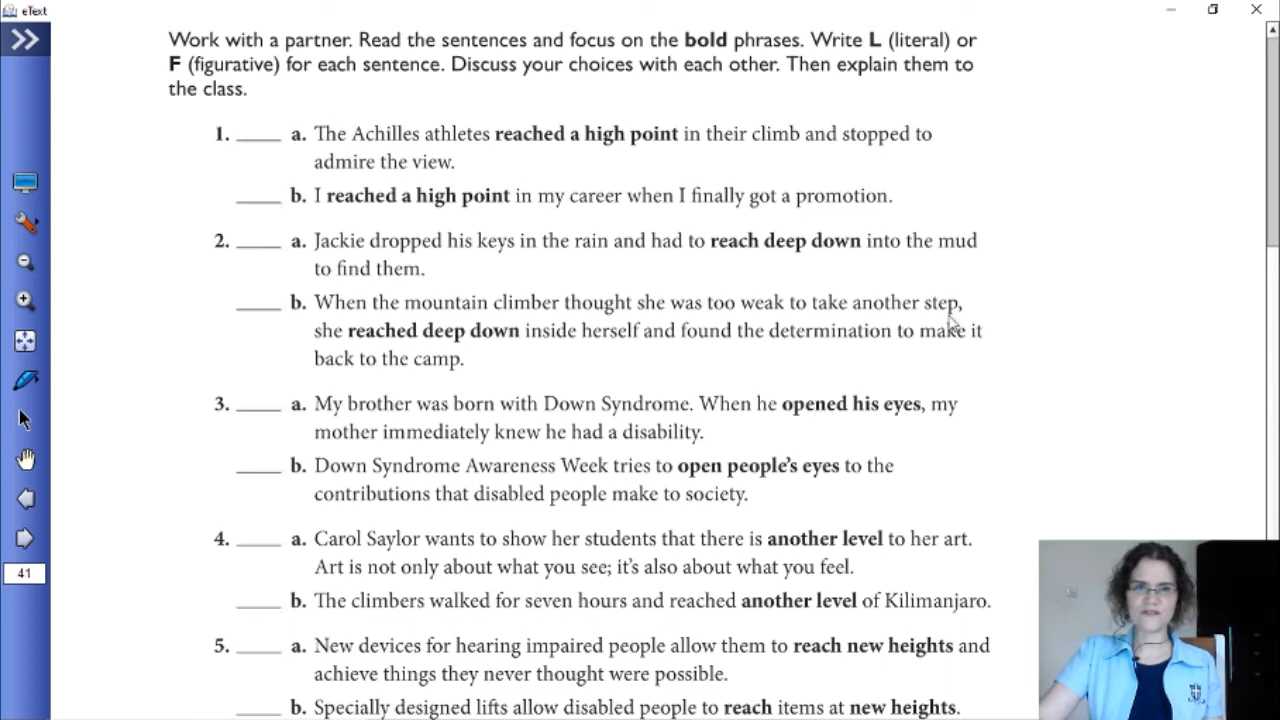 eText
Work with a partner. Read the sentences and focus on the bold phrases. Write L (literal) or
F (figurative) for each sentence. Discuss your choices with each other. Then explain them to
the class.
1. _____ a. The Achilles athletes reached a high point in their climb and stopped to
admire the view.
_____ b. I reached a high point in my career when I finally got a promotion.
2. _____ a. Jackie dropped his keys in the rain and had to reach deep down into the mud
to find them.
_____ b. When the mountain climber thought she was too weak to take another step,
she reached deep down inside herself and found the determination to make it
back to the camp.
3. _____ a. My brother was born with Down Syndrome. When he opened his eyes, my
mother immediately knew he had a disability.
_____ b. Down Syndrome Awareness Week tries to open people's eyes to the
contributions that disabled people make to society.
4. _____ a. Carol Saylor wants to show her students that there is another level to her art.
Art is not only about what you see; it's also about what you feel.
_____ b. The climbers walked for seven hours and reached another level of Kilimanjaro.
41
5. _____ a. New devices for hearing impaired people allow them to reach new heights and
achieve things they never thought were possible.
_____ b. Specially designed lifts allow disabled people to reach items at new heights.